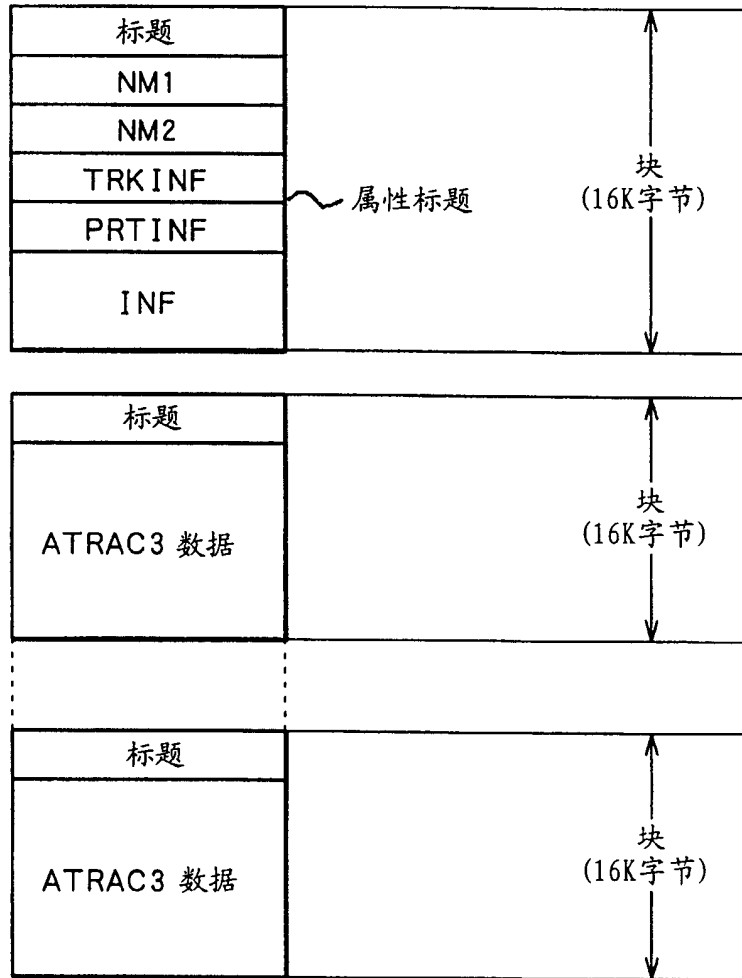 标题
NM1
NM2
TRKINF
PRTINF
INF
属性标题
块
(16K字节)
标题
ATRAC3 数据
块
(16K字节)
标题
ATRAC3 数据
块
(16K字节)